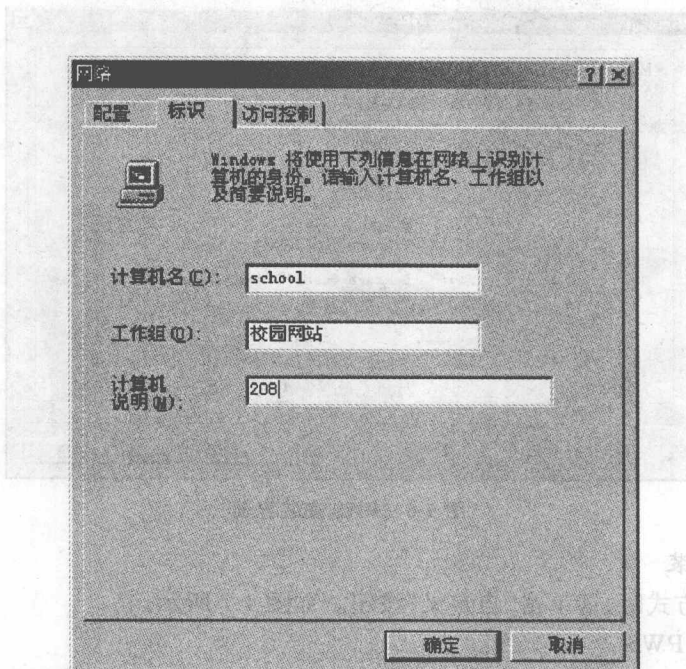 网络
配置 标识 访问控制
Windows 将使用下列信息在网络上识别计
算机的身份。请输入计算机名、工作组以
及简要说明。
计算机名(C): school
工作组(O): 校园网站
计算机
说明(M): 208
确定 取消